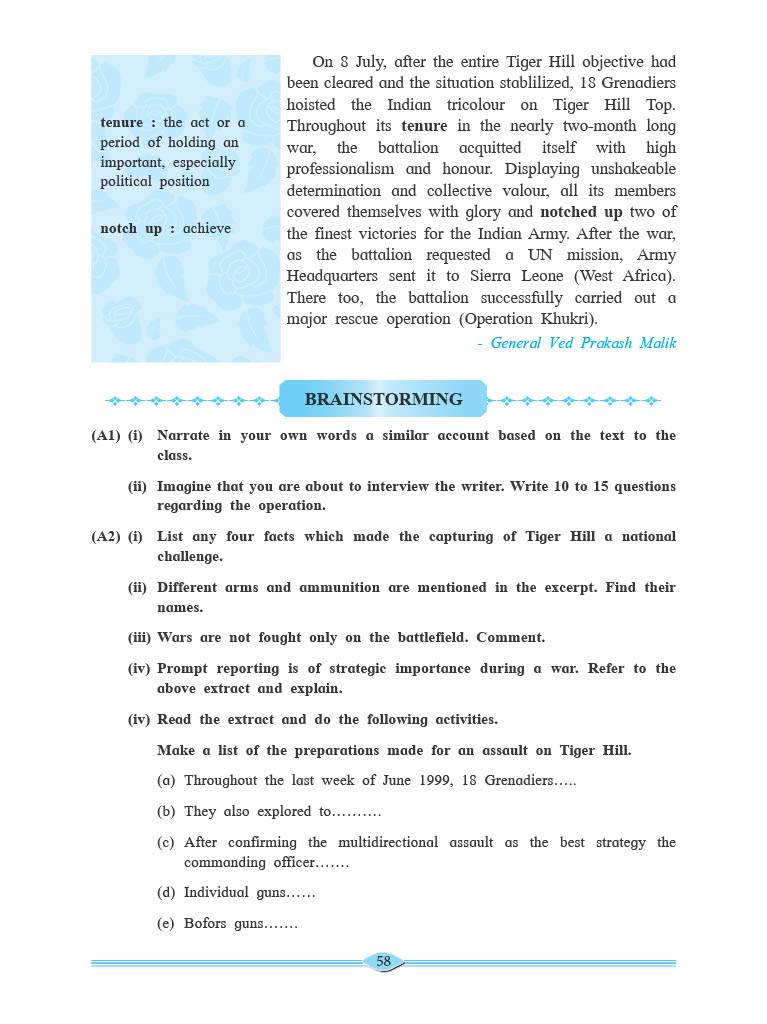 tenure : the act or a
period of holding an
important, especially
political position
notch up : achieve
On 8 July, after the entire Tiger Hill objective had
been cleared and the situation stablilized, 18 Grenadiers
hoisted the Indian tricolour on Tiger Hill Top.
Throughout its tenure in the nearly two-month long
war, the battalion acquitted itself with high
professionalism and honour. Displaying unshakeable
determination and collective valour, all its members
covered themselves with glory and notched up two of
the finest victories for the Indian Army. After the war,
as the battalion requested a UN mission, Army
Headquarters sent it to Sierra Leone (West Africa).
There too, the battalion successfully carried out a
major rescue operation (Operation Khukri).
- General Ved Prakash Malik
BRAINSTORMING
(A1) (i) Narrate in your own words a similar account based on the text to the
class.
(ii) Imagine that you are about to interview the writer. Write 10 to 15 questions
regarding the operation.
(A2) (i) List any four facts which made the capturing of Tiger Hill a national
challenge.
(ii) Different arms and ammunition are mentioned in the excerpt. Find their
names.
(iii) Wars are not fought only on the battlefield. Comment.
(iv) Prompt reporting is of strategic importance during a war. Refer to the
above extract and explain.
(iv) Read the extract and do the following activities.
Make a list of the preparations made for an assault on Tiger Hill.
(a) Throughout the last week of June 1999, 18 Grenadiers.....
(b) They also explored to..........
(c) After confirming the multidirectional assault as the best strategy the
commanding officer.......
(d) Individual guns......
(e) Bofors guns.......
58